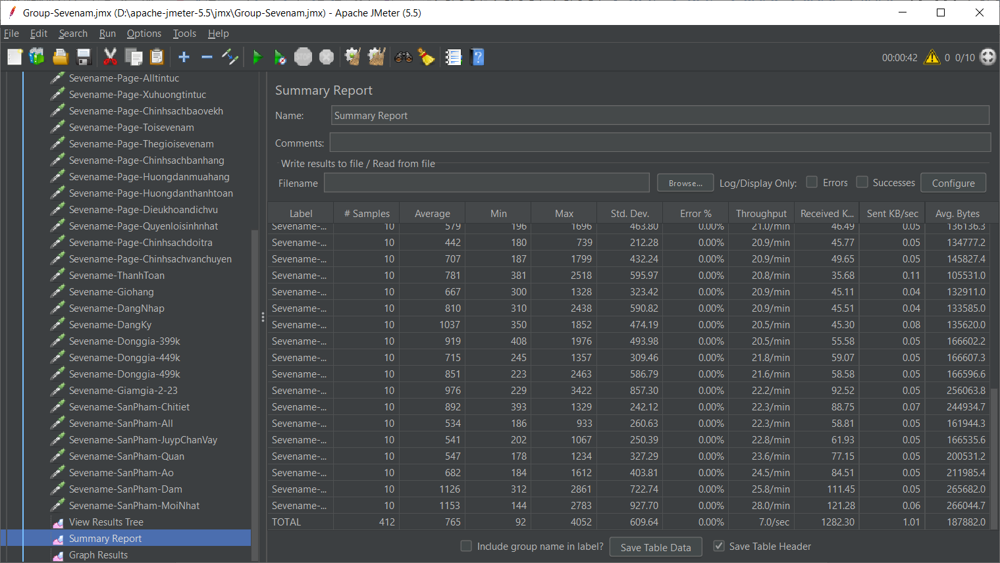 Group-Sevenam.jmx (D:\apache-jmeter-5.5\jmx\Group-Sevenam.jmx) - Apache JMeter (5.5)
File Edit Search Run Options Tools Help
STOP
00:00:42 0 0/10
Sevename-Page-Alltintuc
Sevename-Page-Xuhuongtintuc
Sevename-Page-Chinhsachbaovekh
Sevename-Page-Toisevenam
Sevename-Page-Thegioisevenam
Sevename-Page-Chinhsachbanhang
Sevename-Page-Huongdanmuahang
Sevename-Page-Huongdanthanhtoan
Sevename-Page-Dieukhoandichvu
Sevename-Page-Quyenloisinhnhat
Sevename-Page-Chinhsachdoitra
Sevename-Page-Chinhsachvanchuyen
Sevename-ThanhToan
Sevename-Giohang
Sevename-DangNhap
Sevename-DangKy
Sevename-Donggia-399k
Sevename-Donggia-449k
Sevename-Donggia-499k
Sevename-Giamgia-2-23
Sevename-SanPham-Chitiet
Sevename-SanPham-All
Sevename-SanPham-JuypChanVay
Sevename-SanPham-Quan
Sevename-SanPham-Ao
Sevename-SanPham-Dam
Sevename-SanPham-MoiNhat
View Results Tree
Summary Report
Graph Results
Summary Report
Name: Summary Report
Comments:
Write results to file / Read from file
Filename Browse... Log/Display Only: Errors Successes Configure
Label # Samples Average Min Max Std. Dev. Error % Throughput Received K... Sent KB/sec Avg. Bytes
Sevename-... 10 579 196 1696 463.80 0.00% 21.0/min 46.49 0.05 136136.3
Sevename-... 10 442 180 739 212.28 0.00% 20.9/min 45.77 0.05 134777.2
Sevename-... 10 707 187 1799 432.24 0.00% 20.9/min 49.65 0.05 145827.4
Sevename-... 10 781 381 2518 595.97 0.00% 20.8/min 35.68 0.11 105531.0
Sevename-... 10 667 300 1328 323.42 0.00% 20.9/min 45.11 0.04 132911.0
Sevename-... 10 810 310 2438 590.82 0.00% 20.9/min 45.51 0.04 133585.0
Sevename-... 10 1037 350 1852 474.19 0.00% 20.5/min 45.30 0.08 135620.0
Sevename-... 10 919 408 1976 493.98 0.00% 20.5/min 55.58 0.05 166602.2
Sevename-... 10 715 245 1357 309.46 0.00% 21.8/min 59.07 0.05 166607.3
Sevename-... 10 851 223 2463 586.79 0.00% 21.6/min 58.58 0.05 166596.6
Sevename-... 10 976 229 3422 857.30 0.00% 22.2/min 92.52 0.05 256063.8
Sevename-... 10 892 393 1329 242.12 0.00% 22.3/min 88.75 0.07 244934.7
Sevename-... 10 534 186 933 260.63 0.00% 22.3/min 58.81 0.05 161944.3
Sevename-... 10 541 202 1067 250.39 0.00% 22.8/min 61.93 0.05 166535.6
Sevename-... 10 547 178 1234 327.29 0.00% 23.6/min 77.15 0.05 200531.2
Sevename-... 10 682 184 1612 403.81 0.00% 24.5/min 84.51 0.05 211985.4
Sevename-... 10 1126 312 2861 722.74 0.00% 25.8/min 111.45 0.05 265682.0
Sevename-... 10 1153 144 2783 927.70 0.00% 28.0/min 121.28 0.06 266044.7
TOTAL 412 765 92 4052 609.64 0.00% 7.0/sec 1282.30 1.01 187882.0
Include group name in label? Save Table Data Save Table Header